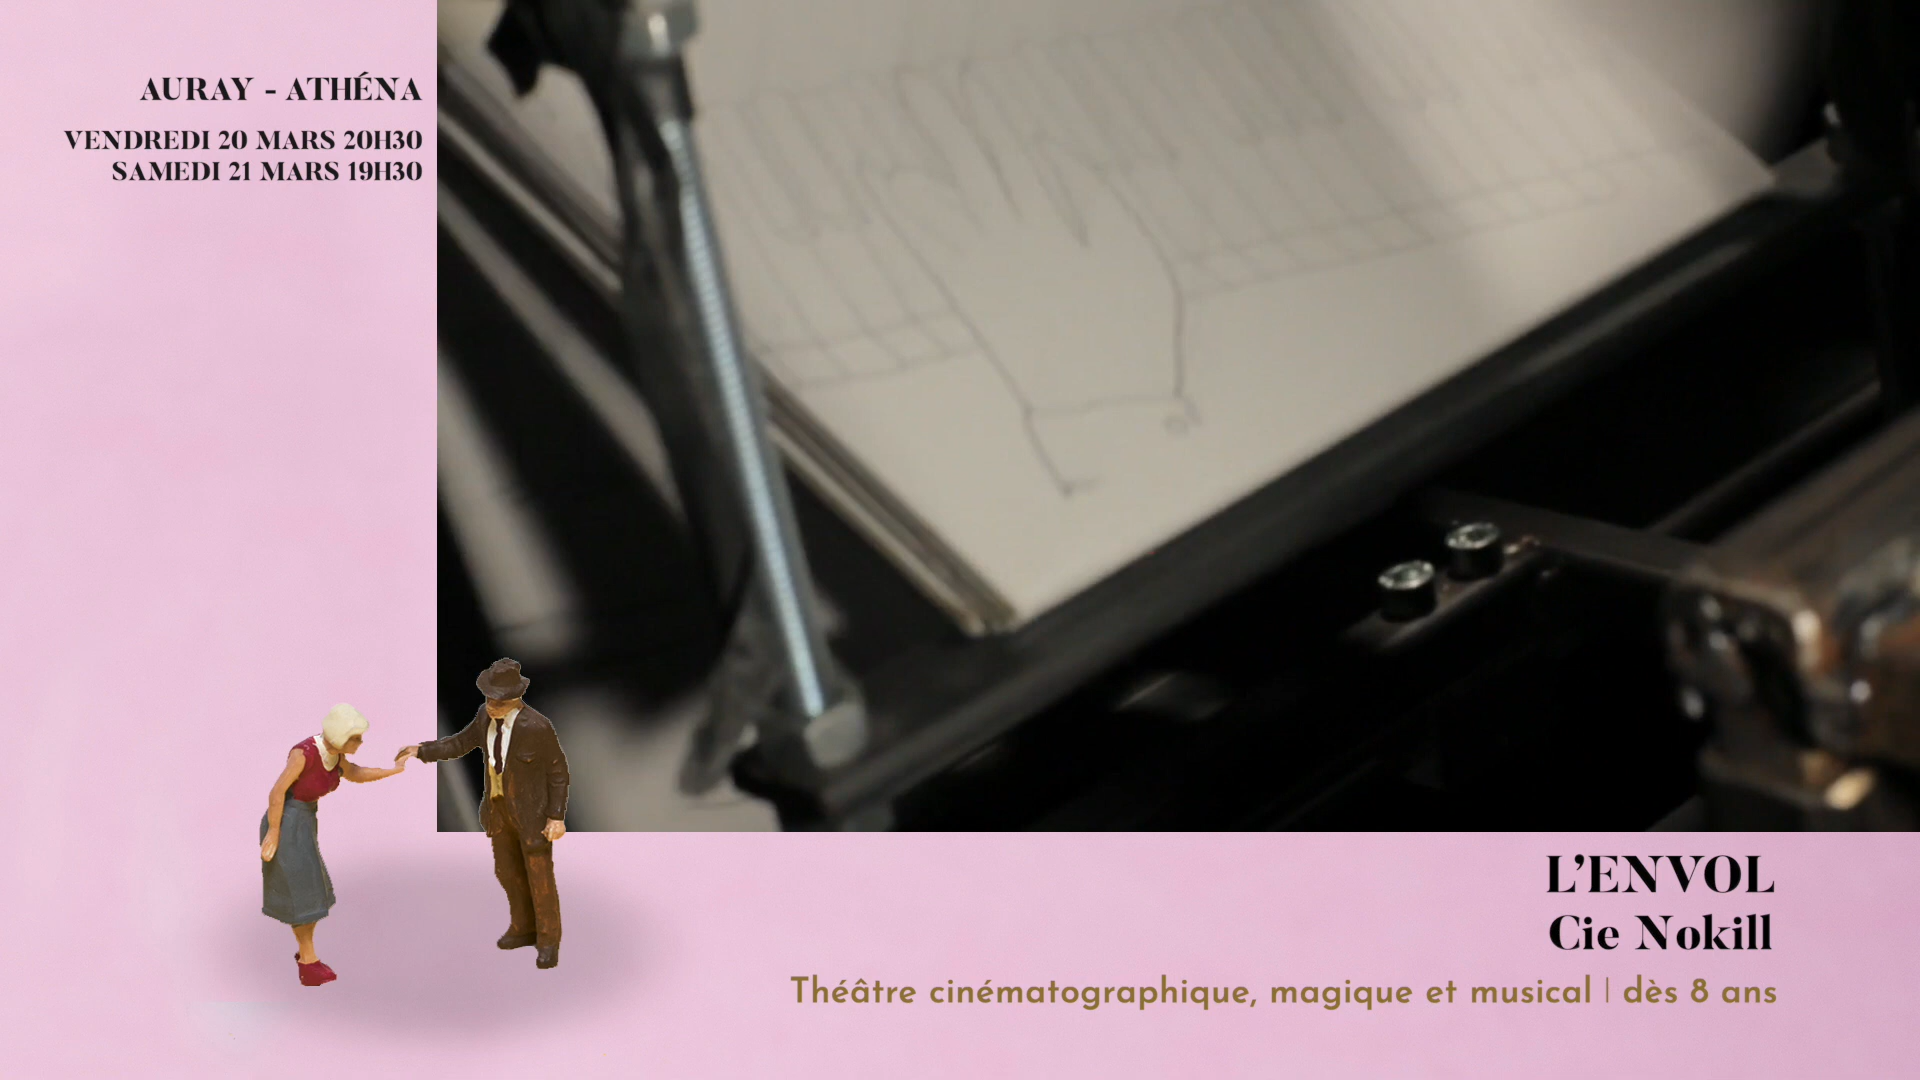 AURAY - ATHÉNA
VENDREDI 20 MARS 20H30
SAMEDI 21 MARS 19H30
L'ENVOL
Cie Nokill
Théâtre cinématographique, magique et musical | dès 8 ans